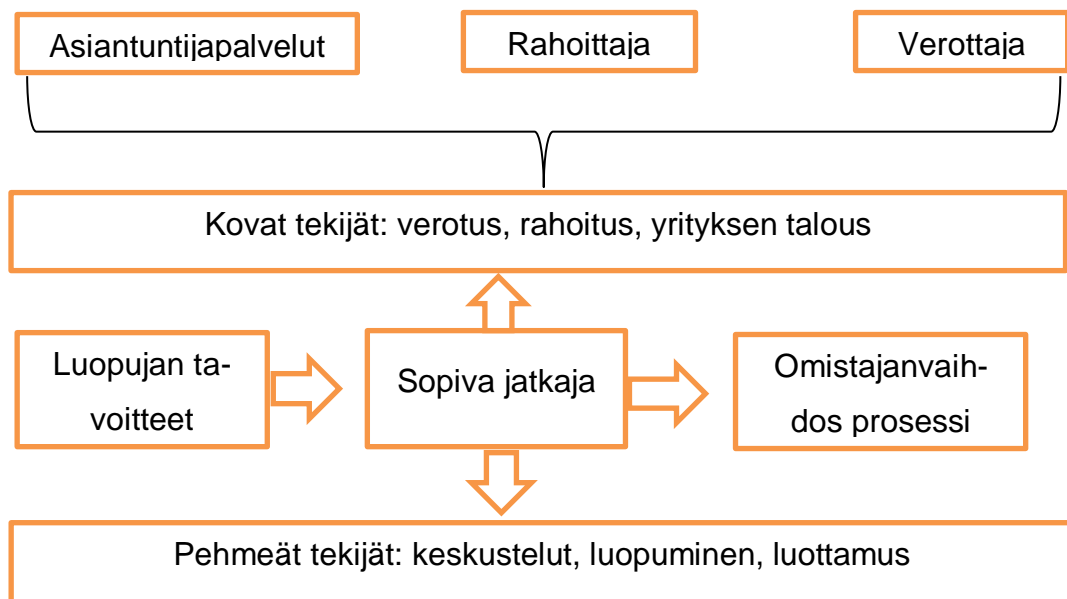 Asiantuntijapalvelut
Rahoittaja
Verottaja
Kovat tekijät: verotus, rahoitus, yrityksen talous
Luopujan ta-
voitteet
Sopiva jatkaja
Omistajanvaih-
dos prosessi
Pehmeät tekijät: keskustelut, luopuminen, luottamus